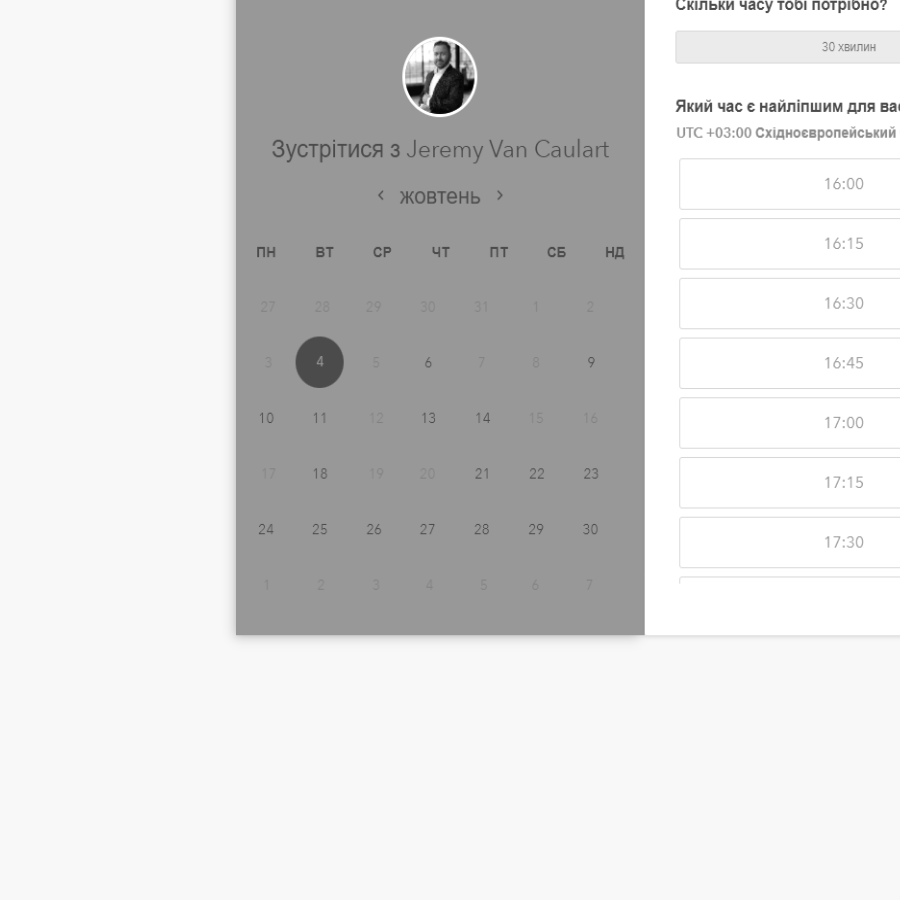 Зустрітися з Jeremy Van Caulart
‹ жовтень ›
ПН ВТ СР ЧТ ПТ СБ НД
27 28 29 30 31 1 2
3 4 5 6 7 8 9
10 11 12 13 14 15 16
17 18 19 20 21 22 23
24 25 26 27 28 29 30
1 2 3 4 5 6 7
Скільки часу тобі потрібно?
30 хвилин
Який час є найліпшим для вас
UTC +03:00 Східноєвропейський
16:00
16:15
16:30
16:45
17:00
17:15
17:30